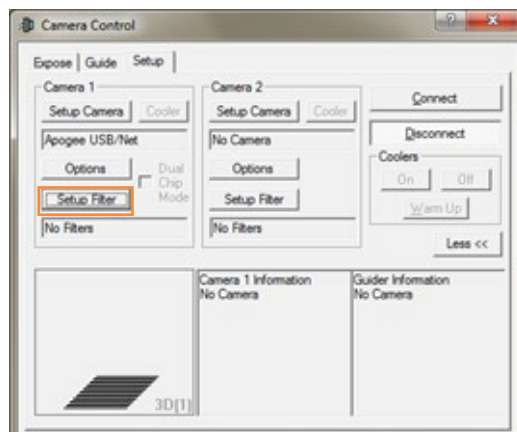 Camera Control
Expose Guide Setup
Camera 1
Setup Camera Cooler
Apogee USB/Net
Options
Dual
Chip
Mode
Setup Filter
No Filters
Camera 2
Setup Camera Cooler
No Camera
Options
Setup Filter
No Filters
Connect
Disconnect
Coolers
On Off
Warm Up
Less <<
3D[1]
Camera 1 Information
No Camera
Guider Information
No Camera